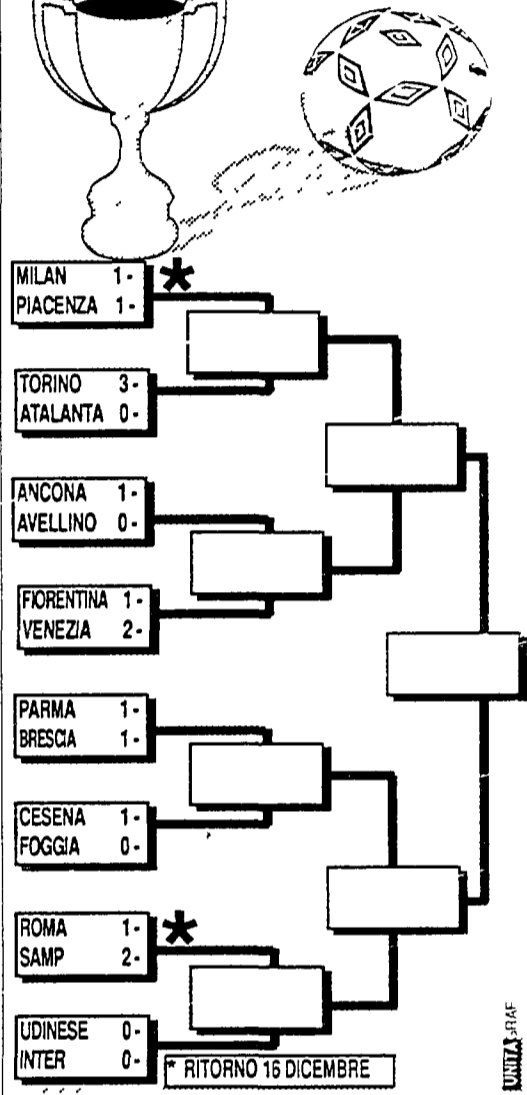 MILAN 1-
PIACENZA 1-
TORINO 3-
ATALANTA 0-
ANCONA 1-
AVELLINO 0-
FIORENTINA 1-
VENEZIA 2-
PARMA 1-
BRESCIA 1-
CESENA 1-
FOGGIA 0-
ROMA 1-
SAMP 2-
UDINESE 0-
INTER 0-
* RITORNO 16 DICEMBRE
UNITÀGRAF